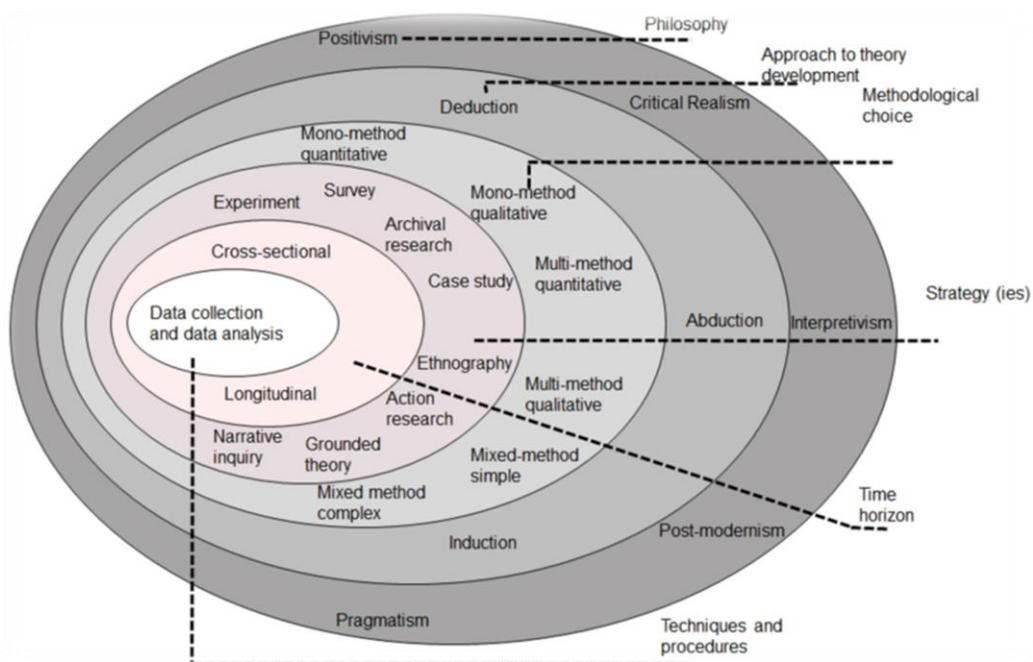 Philosophy
Positivism
Approach to theory
development
Deduction
Critical Realism
Methodological
choice
Mono-method
quantitative
Survey
Mono-method
qualitative
Experiment
Archival
research
Cross-sectional
Multi-method
quantitative
Case study
Strategy (ies)
Data collection
and data analysis
Abduction
Interpretivism
Ethnography
Multi-method
qualitative
Longitudinal
Action
research
Narrative
inquiry
Grounded
theory
Mixed-method
simple
Mixed method
complex
Time
horizon
Post-modernism
Induction
Pragmatism
Techniques and
procedures